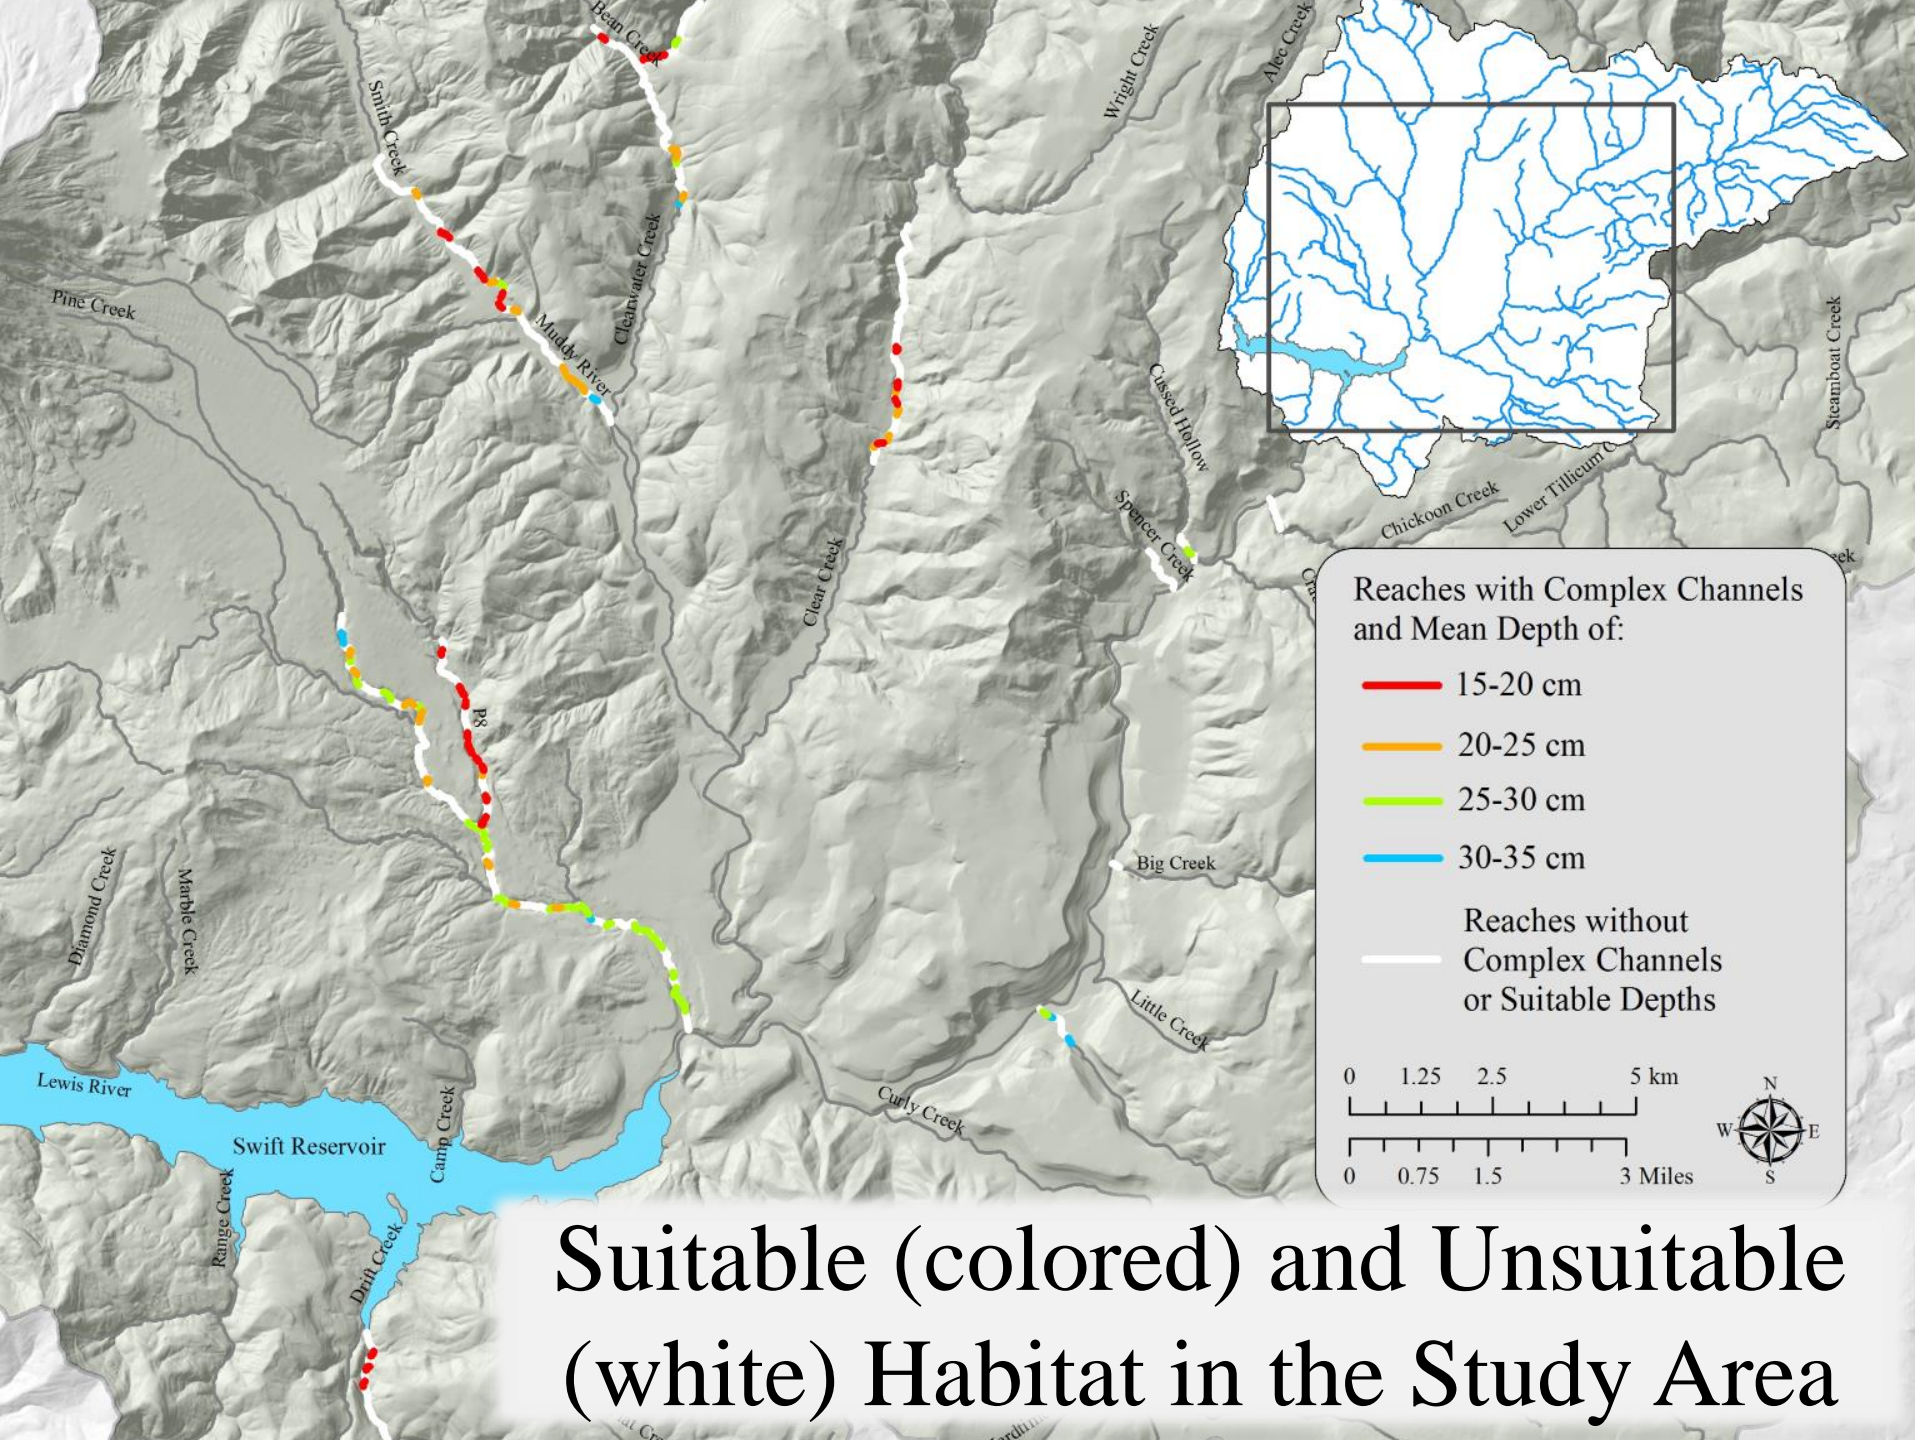 Bean Creek
Smith Creek
Wright Creek
Alec Creek
Pine Creek
Clearwater Creek
Muddy River
Cused Hollow
Steamboat Creek
Spencer Creek
Chickoon Creek
Lower Tillicum C
Clear Creek
eek
Reaches with Complex Channels
and Mean Depth of:
15-20 cm
20-25 cm
25-30 cm
30-35 cm
Reaches without
Complex Channels
or Suitable Depths
0 1.25 2.5 5 km
0 0.75 1.5 3 Miles
N
W E
S
P8
Big Creek
Diamond Creek
Marble Creek
Little Creek
Lewis River
Curly Creek
Camp Creek
Swift Reservoir
Range Creek
Drift Creek
Suitable (colored) and Unsuitable
(white) Habitat in the Study Area